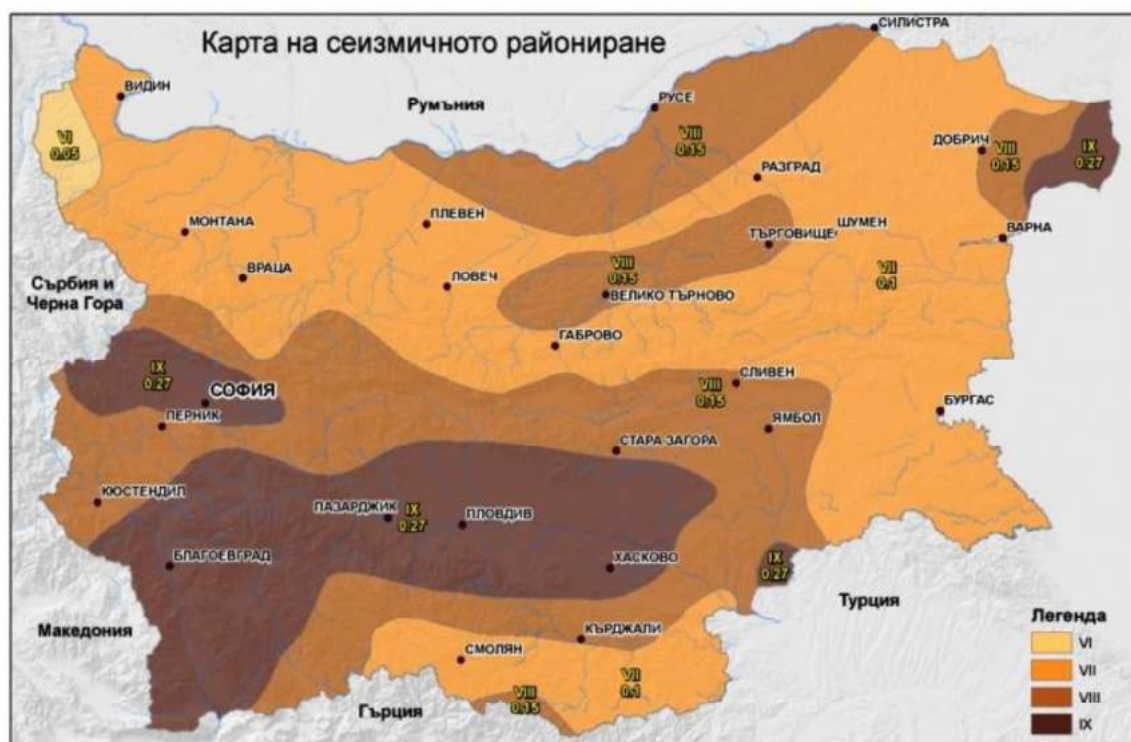 Карта на сеизмичното райониране
СИЛИСТРА
ВИДИН
Румъния
РУСЕ
VI
0.05
VIII
0.15
ДОБРИЧ
VIII
0.15
IX
0.27
РАЗГРАД
МОНТАНА
ПЛЕВЕН
ТЪРГОВИЩЕ
ШУМЕН
ВАРНА
ВРАЦА
ЛОВЕЧ
VIII
0.15
VII
0.1
Сърбия и
Черна Гора
ВЕЛИКО ТЪРНОВО
ГАБРОВО
IX
0.27
СОФИЯ
VIII
0.15
СЛИВЕН
БУРГАС
ПЕРНИК
ЯМБОЛ
СТАРА ЗАГОРА
КЮСТЕНДИЛ
ПАЗАРДЖИК
IX
0.27
ПЛОВДИВ
БЛАГОЕВГРАД
ХАСКОВО
IX
0.27
Турция
Македония
КЪРДЖАЛИ
СМОЛЯН
VII
0.1
VIII
0.15
Гърция
Легенда
VI
VII
VIII
IX